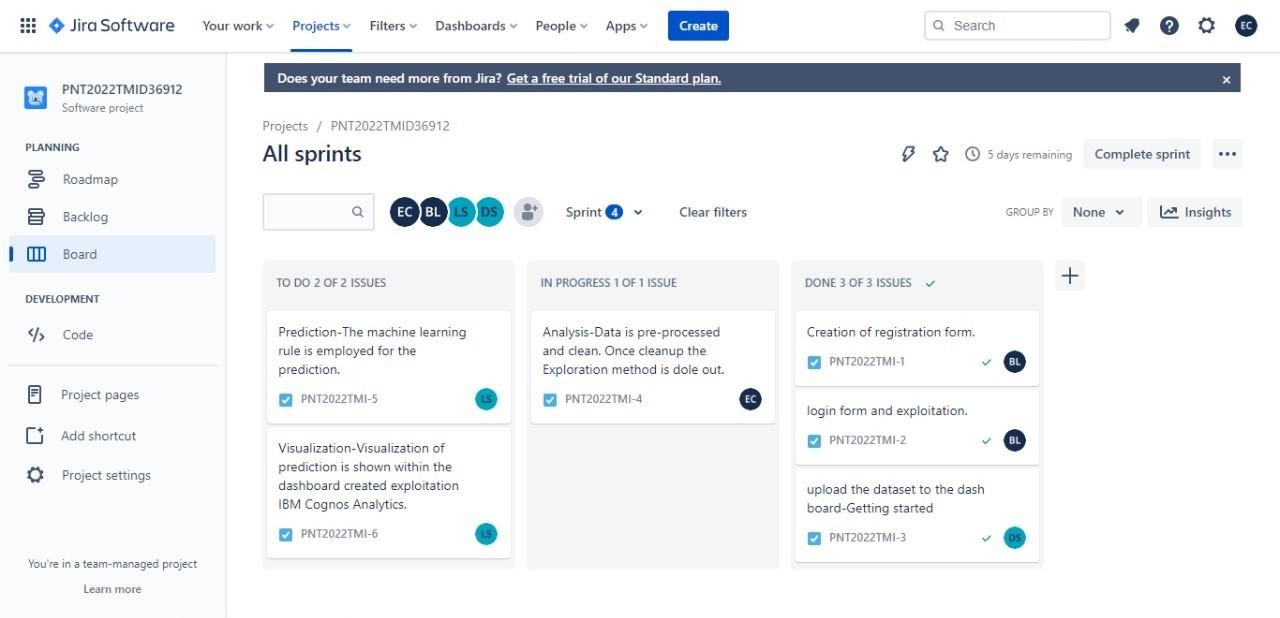 Jira Software
Your work
Projects
Filters
Dashboards
People
Apps
Create
Search
EC
PNT2022TMID36912
Software project
PLANNING
Roadmap
Backlog
Board
DEVELOPMENT
Code
Project pages
Add shortcut
Project settings
You're in a team-managed project
Learn more
Does your team need more from Jira? Get a free trial of our Standard plan.
Projects / PNT2022TMID36912
All sprints
5 days remaining
Complete sprint
EC BL LS DS
Sprint 4
Clear filters
GROUP BY
None
Insights
TO DO 2 OF 2 ISSUES
Prediction-The machine learning
rule is employed for the
prediction.
PNT2022TMI-5
LS
Visualization-Visualization of
prediction is shown within the
dashboard created exploitation
IBM Cognos Analytics.
PNT2022TMI-6
LS
IN PROGRESS 1 OF 1 ISSUE
Analysis-Data is pre-processed
and clean. Once cleanup the
Exploration method is dole out.
PNT2022TMI-4
EC
DONE 3 OF 3 ISSUES
Creation of registration form.
PNT2022TMI-1
BL
login form and exploitation.
PNT2022TMI-2
BL
upload the dataset to the dash
board-Getting started
PNT2022TMI-3
DS